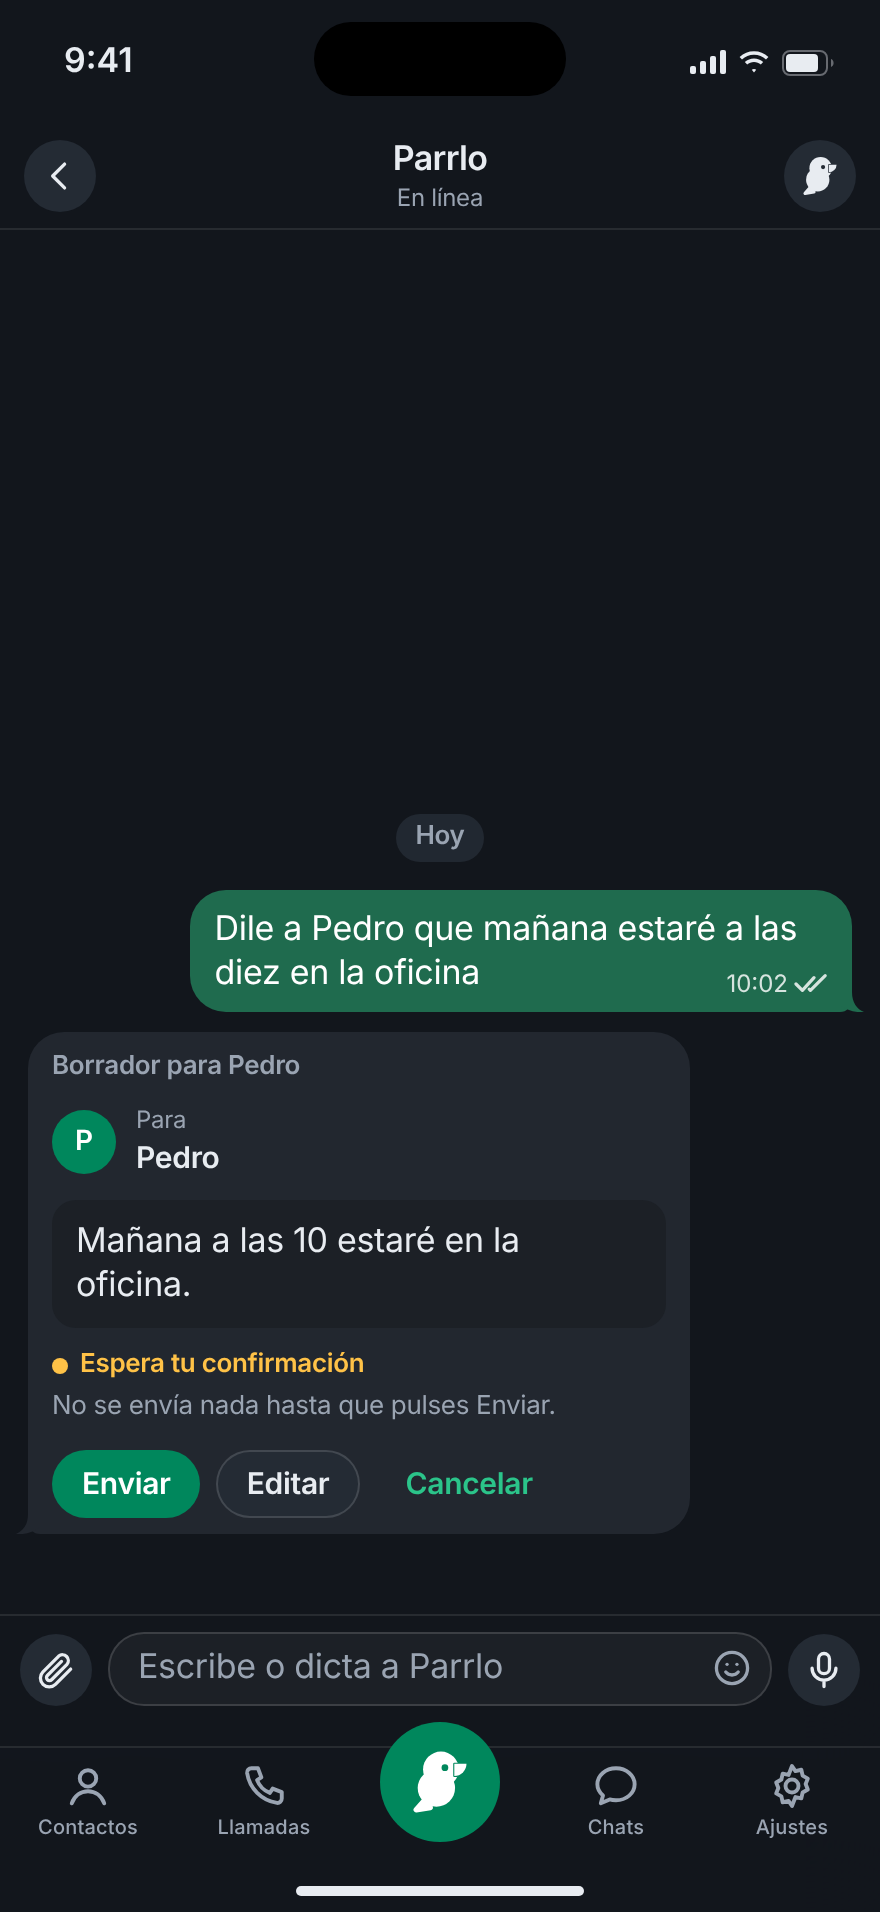 9:41
Parrlo
En línea
Hoy
Dile a Pedro que mañana estaré a las
diez en la oficina
10:02
Borrador para Pedro
P
Para
Pedro
Mañana a las 10 estaré en la
oficina.
Espera tu confirmación
No se envía nada hasta que pulses Enviar.
Enviar
Editar
Cancelar
Escribe o dicta a Parrlo
Contactos
Llamadas
Chats
Ajustes